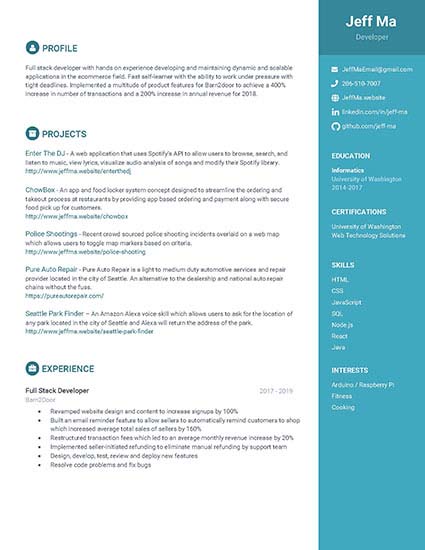 PROFILE
Full stack developer with hands on experience developing and maintaining dynamic and scalable
applications in the ecommerce field. Fast self-learner with the ability to work under pressure with
tight deadlines. Implemented a multitude of product features for Barn2door to achieve a 400%
increase in number of transactions and a 200% increase in annual revenue for 2018.
PROJECTS
Enter The DJ - A web application that uses Spotify's API to allow users to browse, search, and
listen to music, view lyrics, visualize audio analysis of songs and modify their Spotify library.
http://www.jeffma.website/enterthedj
ChowBox - An app and food locker system concept designed to streamline the ordering and
takeout process at restaurants by providing app based ordering and payment along with secure
food pick up for customers.
http://www.jeffma.website/chowbox
Police Shootings - Recent crowd sourced police shooting incidents overlaid on a web map
which allows users to toggle map markers based on criteria.
http://www.jeffma.website/police-shooting
Pure Auto Repair - Pure Auto Repair is a light to medium duty automotive services and repair
provider located in the city of Seattle. An alternative to the dealership and national auto repair
chains without the fuss.
https://pureautorepair.com/
Seattle Park Finder – An Amazon Alexa voice skill which allows users to ask for the location of
any park located in the city of Seattle and Alexa will return the address of the park.
http://www.jeffma.website/seattle-park-finder
EXPERIENCE
Full Stack Developer 2017 - 2019
Barn2Door
• Revamped website design and content to increase signups by 100%
• Built an email reminder feature to allow sellers to automatically remind customers to shop
which increased average total sales of sellers by 160%
• Restructured transaction fees which led to an average monthly revenue increase by 20%
• Implemented seller-initiated refunding to eliminate manual refunding by support team
• Design, develop, test, review and deploy new features
• Resolve code problems and fix bugs
Jeff Ma
Developer
JeffMaEmail@gmail.com
206-510-7007
JeffMa.website
linkedin.com/in/jeff-ma
github.com/jeff-ma
EDUCATION
Informatics
University of Washington
2014-2017
CERTIFICATIONS
University of Washington
Web Technology Solutions
SKILLS
HTML
CSS
JavaScript
SQL
Node.js
React
Java
INTERESTS
Arduino / Raspberry Pi
Fitness
Cooking